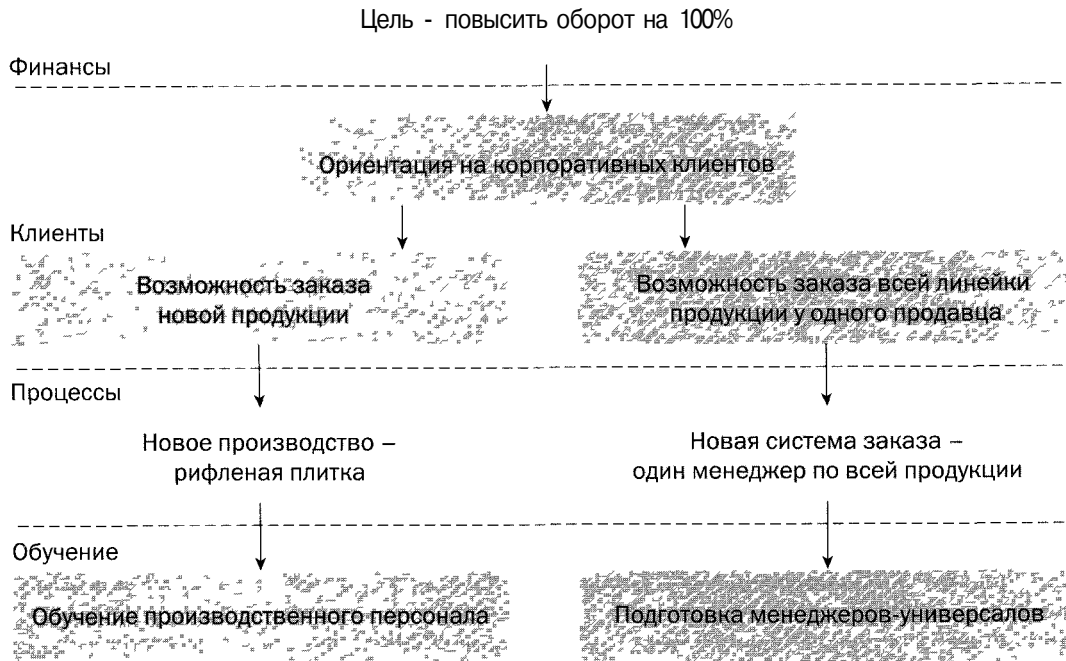 Цель - повысить оборот на 100%
Финансы
Ориентация на корпоративных клиентов
Клиенты
Возможность заказа
новой продукции
Возможность заказа всей линейки
продукции у одного продавца
Процессы
Новое производство –
рифленая плитка
Новая система заказа –
один менеджер по всей продукции
Обучение
Обучение производственного персонала
Подготовка менеджеров-универсалов